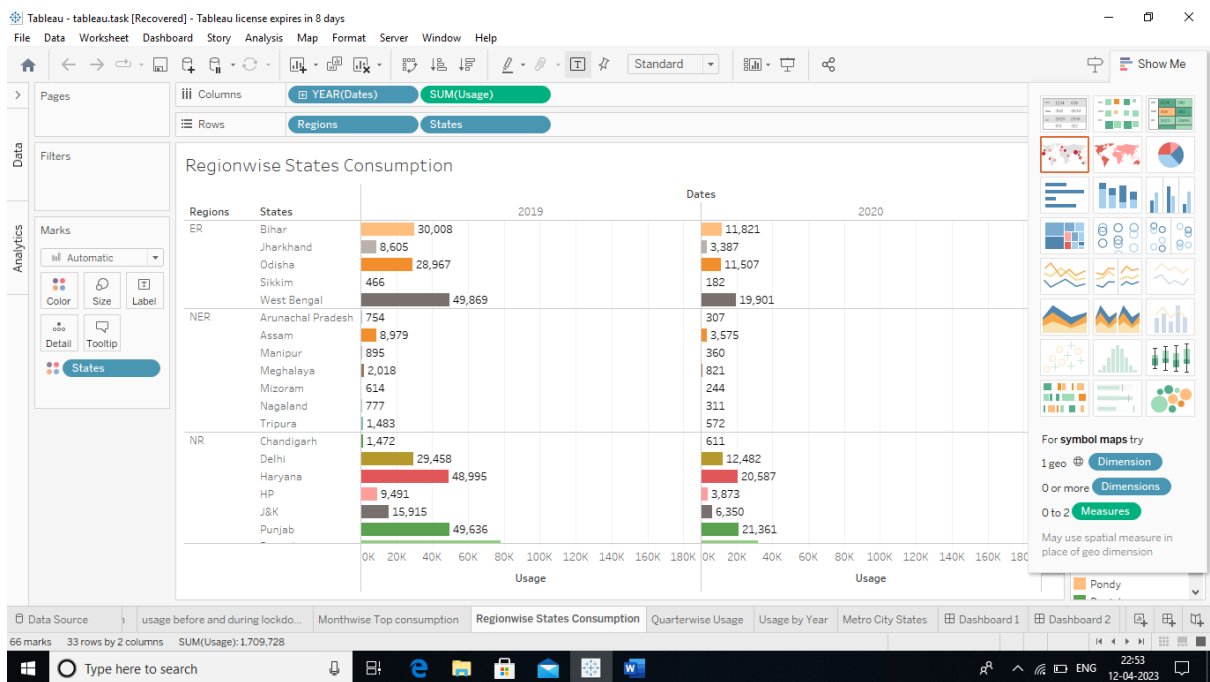 Tableau - tableau.task [Recovered] - Tableau license expires in 8 days
File Data Worksheet Dashboard Story Analysis Map Format Server Window Help
Standard
Show Me
Pages
iii Columns YEAR(Dates) SUM(Usage)
Rows Regions States
Data
Filters
Analytics
Marks
Automatic
Color Size Label
Detail Tooltip
States
Regionwise States Consumption
Dates
Regions States 2019 2020
ER Bihar 30,008 11,821
Jharkhand 8,605 3,387
Odisha 28,967 11,507
Sikkim 466 182
West Bengal 49,869 19,901
NER Arunachal Pradesh 754 307
Assam 8,979 3,575
Manipur 895 360
Meghalaya 2,018 821
Mizoram 614 244
Nagaland 777 311
Tripura 1,483 572
NR Chandigarh 1,472 611
Delhi 29,458 12,482
Haryana 48,995 20,587
HP 9,491 3,873
J&K 15,915 6,350
Punjab 49,636 21,361
0K 20K 40K 60K 80K 100K 120K 140K 160K 180K 0K 20K 40K 60K 80K 100K 120K 140K 160K 180
Usage Usage
For symbol maps try
1 geo Dimension
0 or more Dimensions
0 to 2 Measures
May use spatial measure in
place of geo dimension
Pondy
Data Source usage before and during lockdo... Monthwise Top consumption Regionwise States Consumption Quarterwise Usage Usage by Year Metro City States Dashboard 1 Dashboard 2
66 marks 33 rows by 2 columns SUM(Usage): 1,709,728
Type here to search
ENG
22:53
12-04-2023